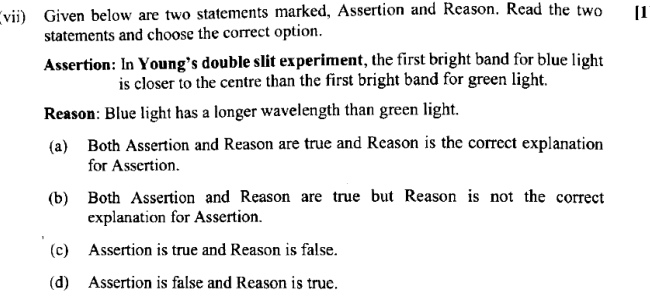 (vii) Given below are two statements marked, Assertion and Reason. Read the two [1
statements and choose the correct option.
Assertion: In Young's double slit experiment, the first bright band for blue light
is closer to the centre than the first bright band for green light.
Reason: Blue light has a longer wavelength than green light.
(a) Both Assertion and Reason are true and Reason is the correct explanation
for Assertion.
(b) Both Assertion and Reason are true but Reason is not the correct
explanation for Assertion.
(c) Assertion is true and Reason is false.
(d) Assertion is false and Reason is true.